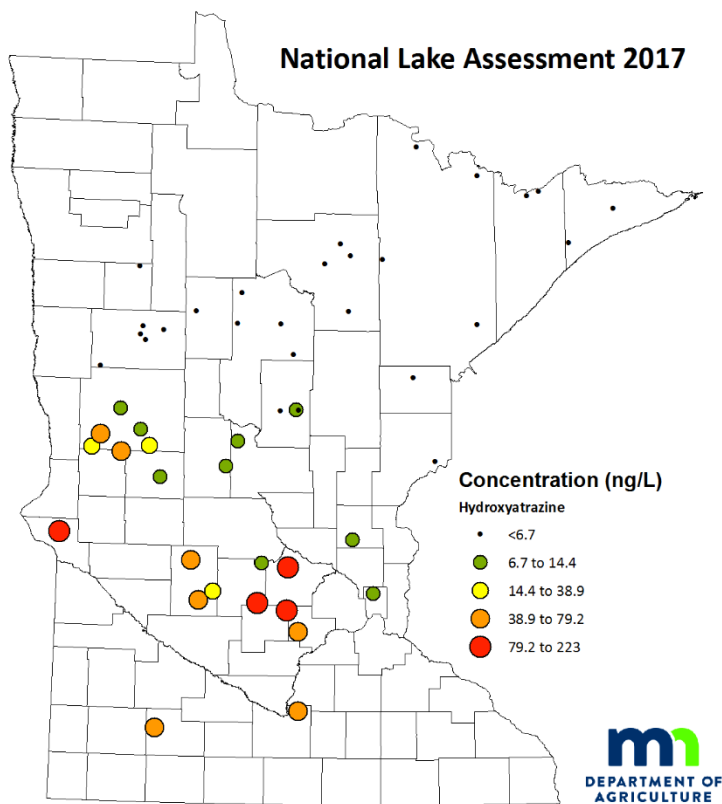 National Lake Assessment 2017
Concentration (ng/L)
Hydroxyatrazine
<6.7
6.7 to 14.4
14.4 to 38.9
38.9 to 79.2
79.2 to 223
mn
DEPARTMENT OF
AGRICULTURE